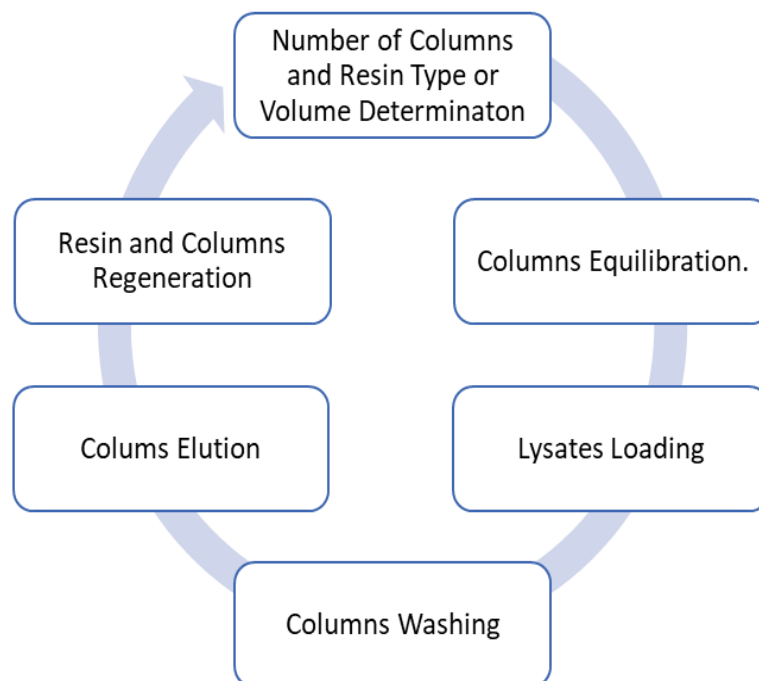 Number of Columns
and Resin Type or
Volume Determinaton
Columns Equilibration.
Lysates Loading
Columns Washing
Colums Elution
Resin and Columns
Regeneration